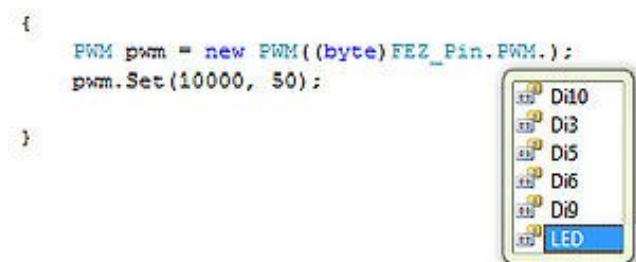 {
PWM pwm = new PWM((byte)FEZ_Pin.PWM.);
pwm.Set(10000, 50);
}
Di10
Di3
Di5
Di6
Di9
LED